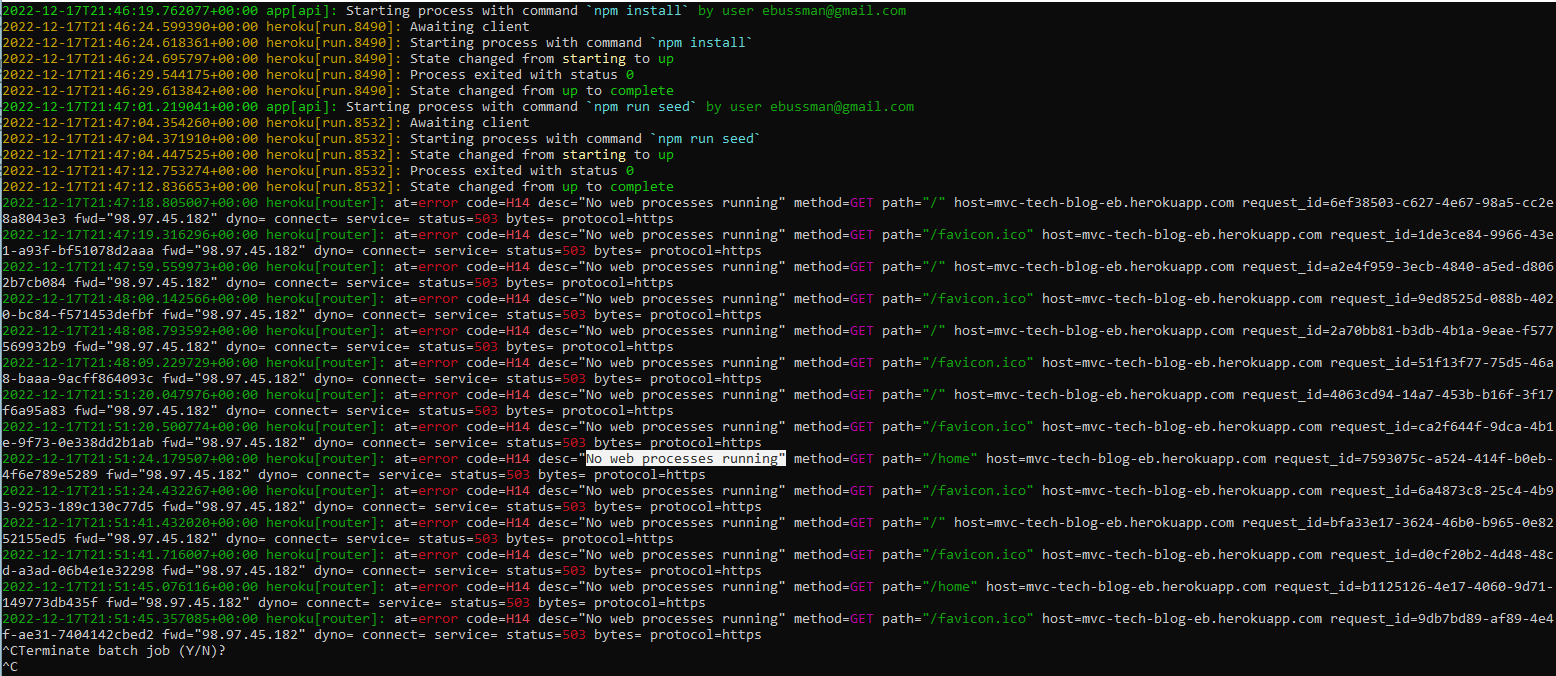 2022-12-17T21:46:19.762077+00:00 app[api]: Starting process with command `npm install` by user ebussman@gmail.com
2022-12-17T21:46:24.599390+00:00 heroku[run.8490]: Awaiting client
2022-12-17T21:46:24.618361+00:00 heroku[run.8490]: Starting process with command `npm install`
2022-12-17T21:46:24.695797+00:00 heroku[run.8490]: State changed from starting to up
2022-12-17T21:46:29.544175+00:00 heroku[run.8490]: Process exited with status 0
2022-12-17T21:46:29.613842+00:00 heroku[run.8490]: State changed from up to complete
2022-12-17T21:47:01.219041+00:00 app[api]: Starting process with command `npm run seed` by user ebussman@gmail.com
2022-12-17T21:47:04.354260+00:00 heroku[run.8532]: Awaiting client
2022-12-17T21:47:04.371910+00:00 heroku[run.8532]: Starting process with command `npm run seed`
2022-12-17T21:47:04.447525+00:00 heroku[run.8532]: State changed from starting to up
2022-12-17T21:47:12.753274+00:00 heroku[run.8532]: Process exited with status 0
2022-12-17T21:47:12.836653+00:00 heroku[run.8532]: State changed from up to complete
2022-12-17T21:47:18.805007+00:00 heroku[router]: at=error code=H14 desc="No web processes running" method=GET path="/" host=mvc-tech-blog-eb.herokuapp.com request_id=6ef38503-c627-4e67-98a5-cc2e
8a8043e3 fwd="98.97.45.182" dyno= connect= service= status=503 bytes= protocol=https
2022-12-17T21:47:19.316296+00:00 heroku[router]: at=error code=H14 desc="No web processes running" method=GET path="/favicon.ico" host=mvc-tech-blog-eb.herokuapp.com request_id=1de3ce84-9966-43e
1-a93f-bf51078d2aaa fwd="98.97.45.182" dyno= connect= service= status=503 bytes= protocol=https
2022-12-17T21:47:59.559973+00:00 heroku[router]: at=error code=H14 desc="No web processes running" method=GET path="/" host=mvc-tech-blog-eb.herokuapp.com request_id=a2e4f959-3ecb-4840-a5ed-d806
2b7cb084 fwd="98.97.45.182" dyno= connect= service= status=503 bytes= protocol=https
2022-12-17T21:48:00.142566+00:00 heroku[router]: at=error code=H14 desc="No web processes running" method=GET path="/favicon.ico" host=mvc-tech-blog-eb.herokuapp.com request_id=9ed8525d-088b-402
0-bc84-f571453defbf fwd="98.97.45.182" dyno= connect= service= status=503 bytes= protocol=https
2022-12-17T21:48:08.793592+00:00 heroku[router]: at=error code=H14 desc="No web processes running" method=GET path="/" host=mvc-tech-blog-eb.herokuapp.com request_id=2a70bb81-b3db-4b1a-9eae-f577
569932b9 fwd="98.97.45.182" dyno= connect= service= status=503 bytes= protocol=https
2022-12-17T21:48:09.229729+00:00 heroku[router]: at=error code=H14 desc="No web processes running" method=GET path="/favicon.ico" host=mvc-tech-blog-eb.herokuapp.com request_id=51f13f77-75d5-46a
8-baaa-9acff864093c fwd="98.97.45.182" dyno= connect= service= status=503 bytes= protocol=https
2022-12-17T21:51:20.047976+00:00 heroku[router]: at=error code=H14 desc="No web processes running" method=GET path="/" host=mvc-tech-blog-eb.herokuapp.com request_id=4063cd94-14a7-453b-b16f-3f17
f6a95a83 fwd="98.97.45.182" dyno= connect= service= status=503 bytes= protocol=https
2022-12-17T21:51:20.500774+00:00 heroku[router]: at=error code=H14 desc="No web processes running" method=GET path="/favicon.ico" host=mvc-tech-blog-eb.herokuapp.com request_id=ca2f644f-9dca-4b1
e-9f73-0e338dd2b1ab fwd="98.97.45.182" dyno= connect= service= status=503 bytes= protocol=https
2022-12-17T21:51:24.179507+00:00 heroku[router]: at=error code=H14 desc="No web processes running" method=GET path="/home" host=mvc-tech-blog-eb.herokuapp.com request_id=7593075c-a524-414f-b0eb-
4f6e789e5289 fwd="98.97.45.182" dyno= connect= service= status=503 bytes= protocol=https
2022-12-17T21:51:24.432267+00:00 heroku[router]: at=error code=H14 desc="No web processes running" method=GET path="/favicon.ico" host=mvc-tech-blog-eb.herokuapp.com request_id=6a4873c8-25c4-4b9
3-9253-189c130c77d5 fwd="98.97.45.182" dyno= connect= service= status=503 bytes= protocol=https
2022-12-17T21:51:41.432020+00:00 heroku[router]: at=error code=H14 desc="No web processes running" method=GET path="/" host=mvc-tech-blog-eb.herokuapp.com request_id=bfa33e17-3624-46b0-b965-0e82
52155ed5 fwd="98.97.45.182" dyno= connect= service= status=503 bytes= protocol=https
2022-12-17T21:51:41.716007+00:00 heroku[router]: at=error code=H14 desc="No web processes running" method=GET path="/favicon.ico" host=mvc-tech-blog-eb.herokuapp.com request_id=d0cf20b2-4d48-48c
d-a3ad-06b4e1e32298 fwd="98.97.45.182" dyno= connect= service= status=503 bytes= protocol=https
2022-12-17T21:51:45.076116+00:00 heroku[router]: at=error code=H14 desc="No web processes running" method=GET path="/home" host=mvc-tech-blog-eb.herokuapp.com request_id=b1125126-4e17-4060-9d71-
149773db435f fwd="98.97.45.182" dyno= connect= service= status=503 bytes= protocol=https
2022-12-17T21:51:45.357085+00:00 heroku[router]: at=error code=H14 desc="No web processes running" method=GET path="/favicon.ico" host=mvc-tech-blog-eb.herokuapp.com request_id=9db7bd89-af89-4e4
f-ae31-7404142cbed2 fwd="98.97.45.182" dyno= connect= service= status=503 bytes= protocol=https
^CTerminate batch job (Y/N)?
^C